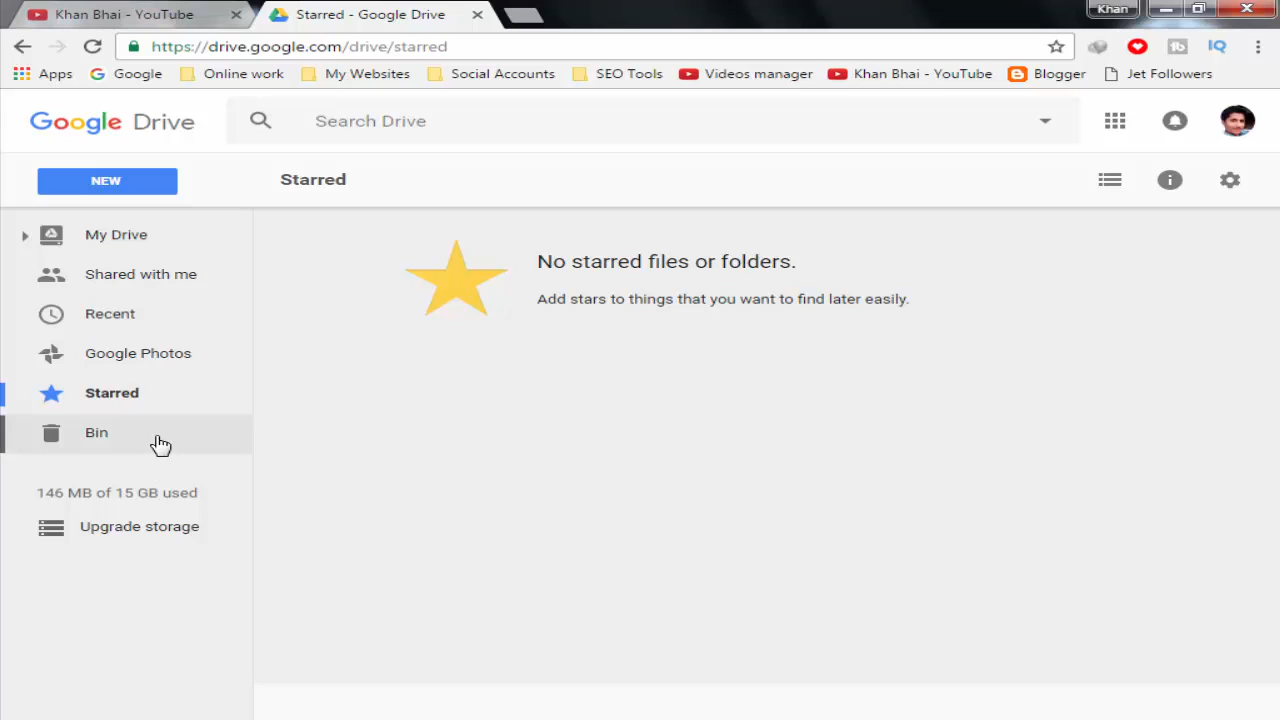 Khan Bhai - YouTube
Starred - Google Drive
Khan
https://drive.google.com/drive/starred
Apps
Google
Online work
My Websites
Social Accounts
SEO Tools
Videos manager
Khan Bhai - YouTube
Blogger
Jet Followers
Google Drive
Search Drive
NEW
Starred
My Drive
Shared with me
Recent
Google Photos
Starred
Bin
146 MB of 15 GB used
Upgrade storage
No starred files or folders.
Add stars to things that you want to find later easily.
IQ